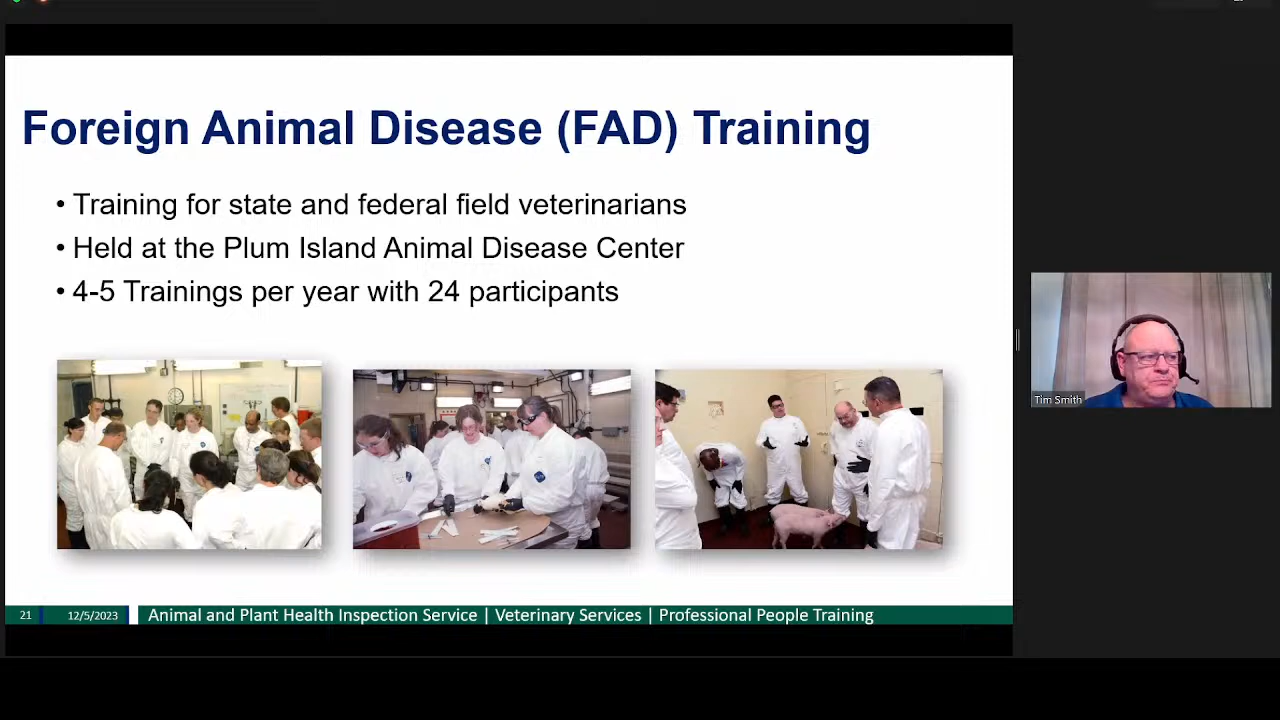 Foreign Animal Disease (FAD) Training
• Training for state and federal field veterinarians
• Held at the Plum Island Animal Disease Center
• 4-5 Trainings per year with 24 participants
Tim Smith
21 12/5/2023 Animal and Plant Health Inspection Service | Veterinary Services | Professional People Training